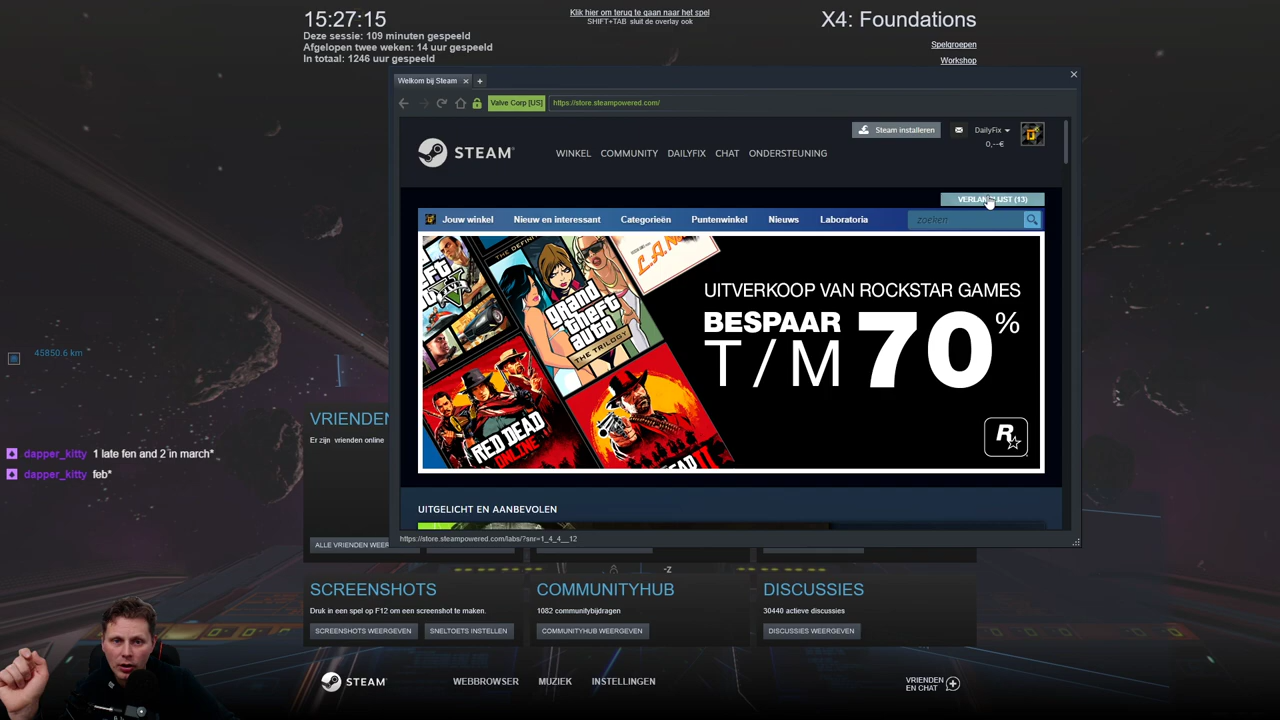 15:27:15
Deze sessie: 109 minuten gespeeld
Afgelopen twee weken: 14 uur gespeeld
In totaal: 1246 uur gespeeld
Klik hier om terug te gaan naar het spel
SHIFT+TAB sluit de overlay ook
X4: Foundations
Spelgroepen
Workshop
Welkom bij Steam
Valve Corp [US]
https://store.steampowered.com/
Steam installeren
DailyFix
0,--€
STEAM
WINKEL COMMUNITY DAILYFIX CHAT ONDERSTEUNING
(13)
Jouw winkel Nieuw en interessant Categorieën Puntenwinkel Nieuws Laboratoria
zoeken
L.A.
grand theft auto
THE TRILOGY
RED DEAD ONLINE
UITVERKOOP VAN ROCKSTAR GAMES
BESPAAR
T/M 70%
R
UITGELICHT EN AANBEVOLEN
https://store.steampowered.com/labs/?snr=1_4_4__12
45850.6 km
VRIENDEN
Er zijn vrienden online
dapper_kitty 1 late fen and 2 in march*
dapper_kitty feb*
ALLE VRIENDEN WEER
-Z
SCREENSHOTS
Druk in een spel op F12 om een screenshot te maken.
SCREENSHOTS WEERGEVEN SNELTOETS INSTELLEN
COMMUNITYHUB
1082 communitybijdragen
COMMUNITYHUB WEERGEVEN
DISCUSSIES
30440 actieve discussies
DISCUSSIES WEERGEVEN
STEAM
WEBBROWSER MUZIEK INSTELLINGEN
VRIENDEN
EN CHAT